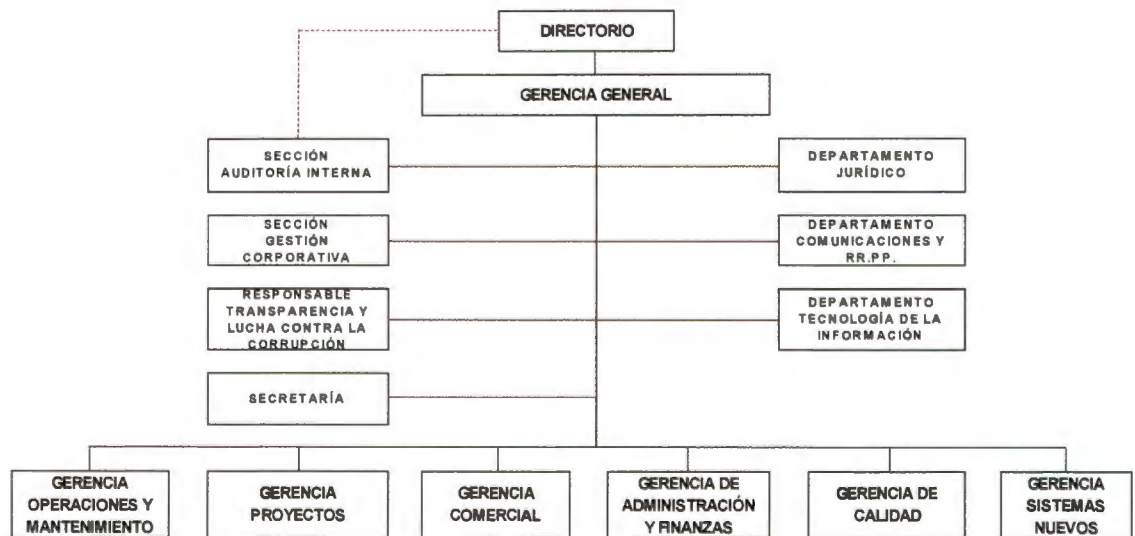 DIRECTORIO
GERENCIA GENERAL
SECCIÓN
AUDITORÍA INTERNA
DEPARTAMENTO
JURÍDICO
SECCIÓN
GESTIÓN
CORPORATIVA
DEPARTAMENTO
COMUNICACIONES Y
RR.PP.
RESPONSABLE
TRANSPARENCIA Y
LUCHA CONTRA LA
CORRUPCIÓN
DEPARTAMENTO
TECNOLOGÍA DE LA
INFORMACIÓN
SECRETARÍA
GERENCIA
OPERACIONES Y
MANTENIMIENTO
GERENCIA
PROYECTOS
GERENCIA
COMERCIAL
GERENCIA DE
ADMINISTRACIÓN
Y FINANZAS
GERENCIA DE
CALIDAD
GERENCIA
SISTEMAS
NUEVOS